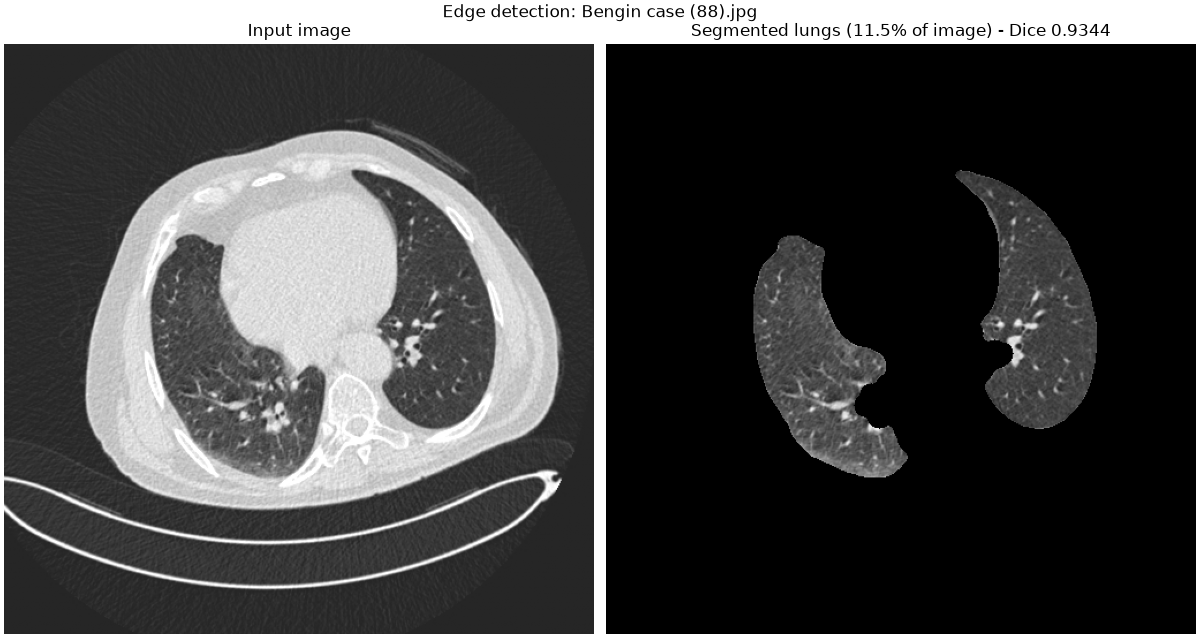 Edge detection: Bengin case (88).jpg
Input image
Segmented lungs (11.5% of image) - Dice 0.9344